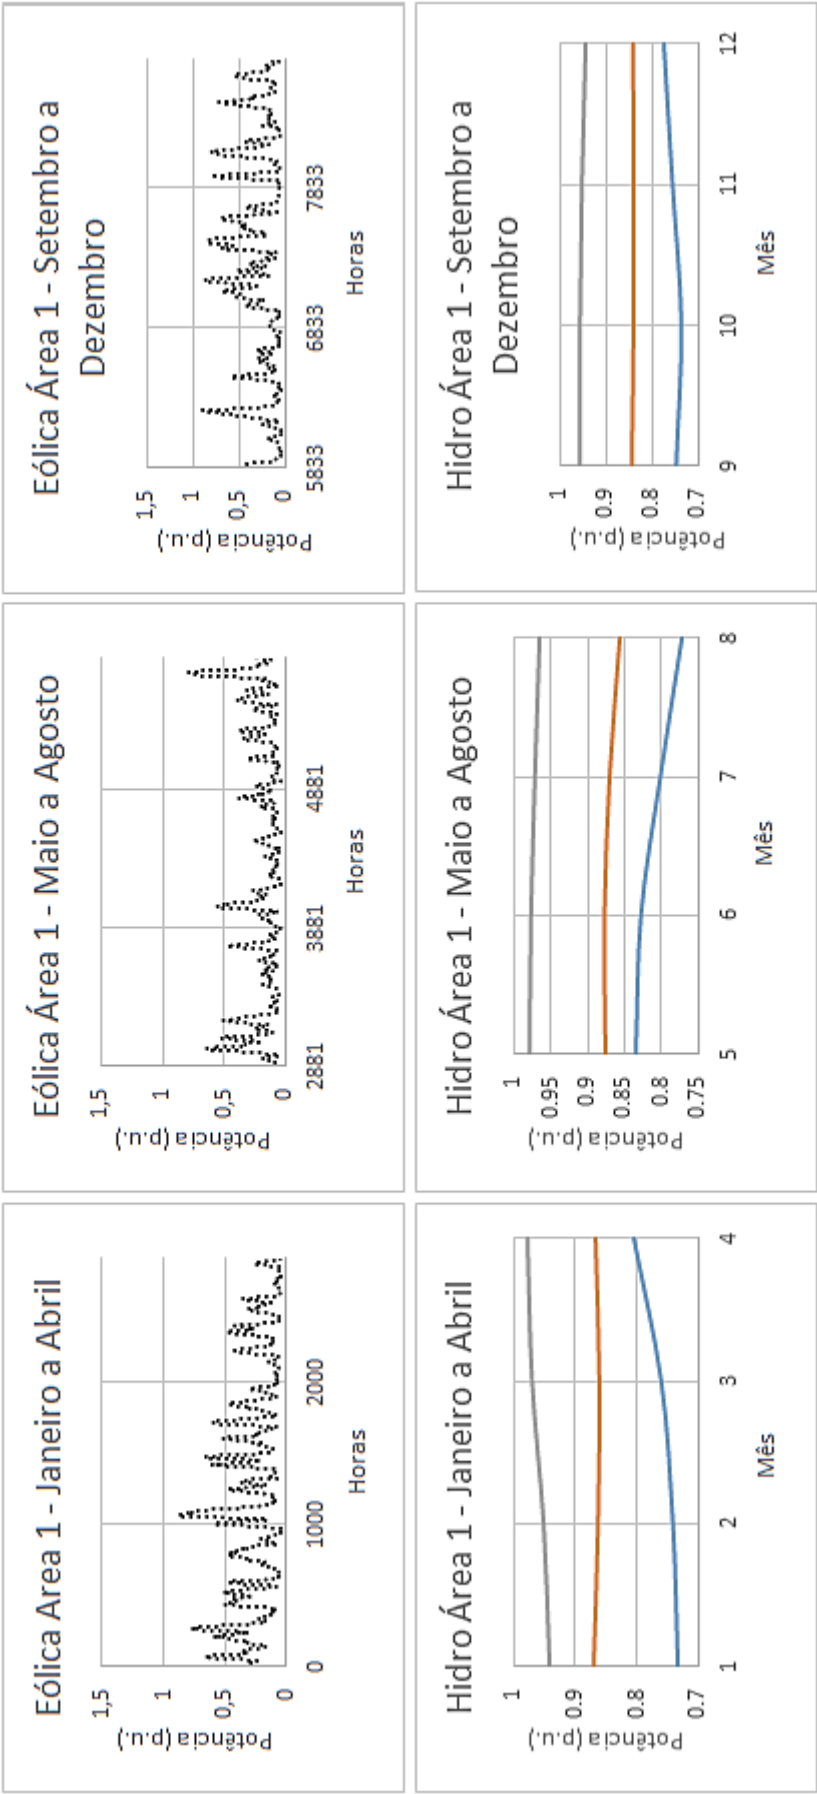 Eólica Area 1 - Janeiro a Abril
Potência (p.u.)
1,5
1
0,5
0
0
1000
2000
Horas
Eólica Área 1 - Maio a Agosto
Potência (p.u.)
1,5
1
0,5
0
2881
3881
4881
Horas
Eólica Área 1 - Setembro a
Dezembro
Potência (p.u.)
1,5
1
0,5
0
5833
6833
7833
Horas
Hidro Área 1 - Janeiro a Abril
Potência (p.u.)
1
0.9
0.8
0.7
1
2
3
4
Mês
Hidro Área 1 - Maio a Agosto
Potência (p.u.)
1
0.95
0.9
0.85
0.8
0.75
5
6
7
8
Mês
Hidro Área 1 - Setembro a
Dezembro
Potência (p.u.)
1
0.9
0.8
0.7
9
10
11
12
Mês